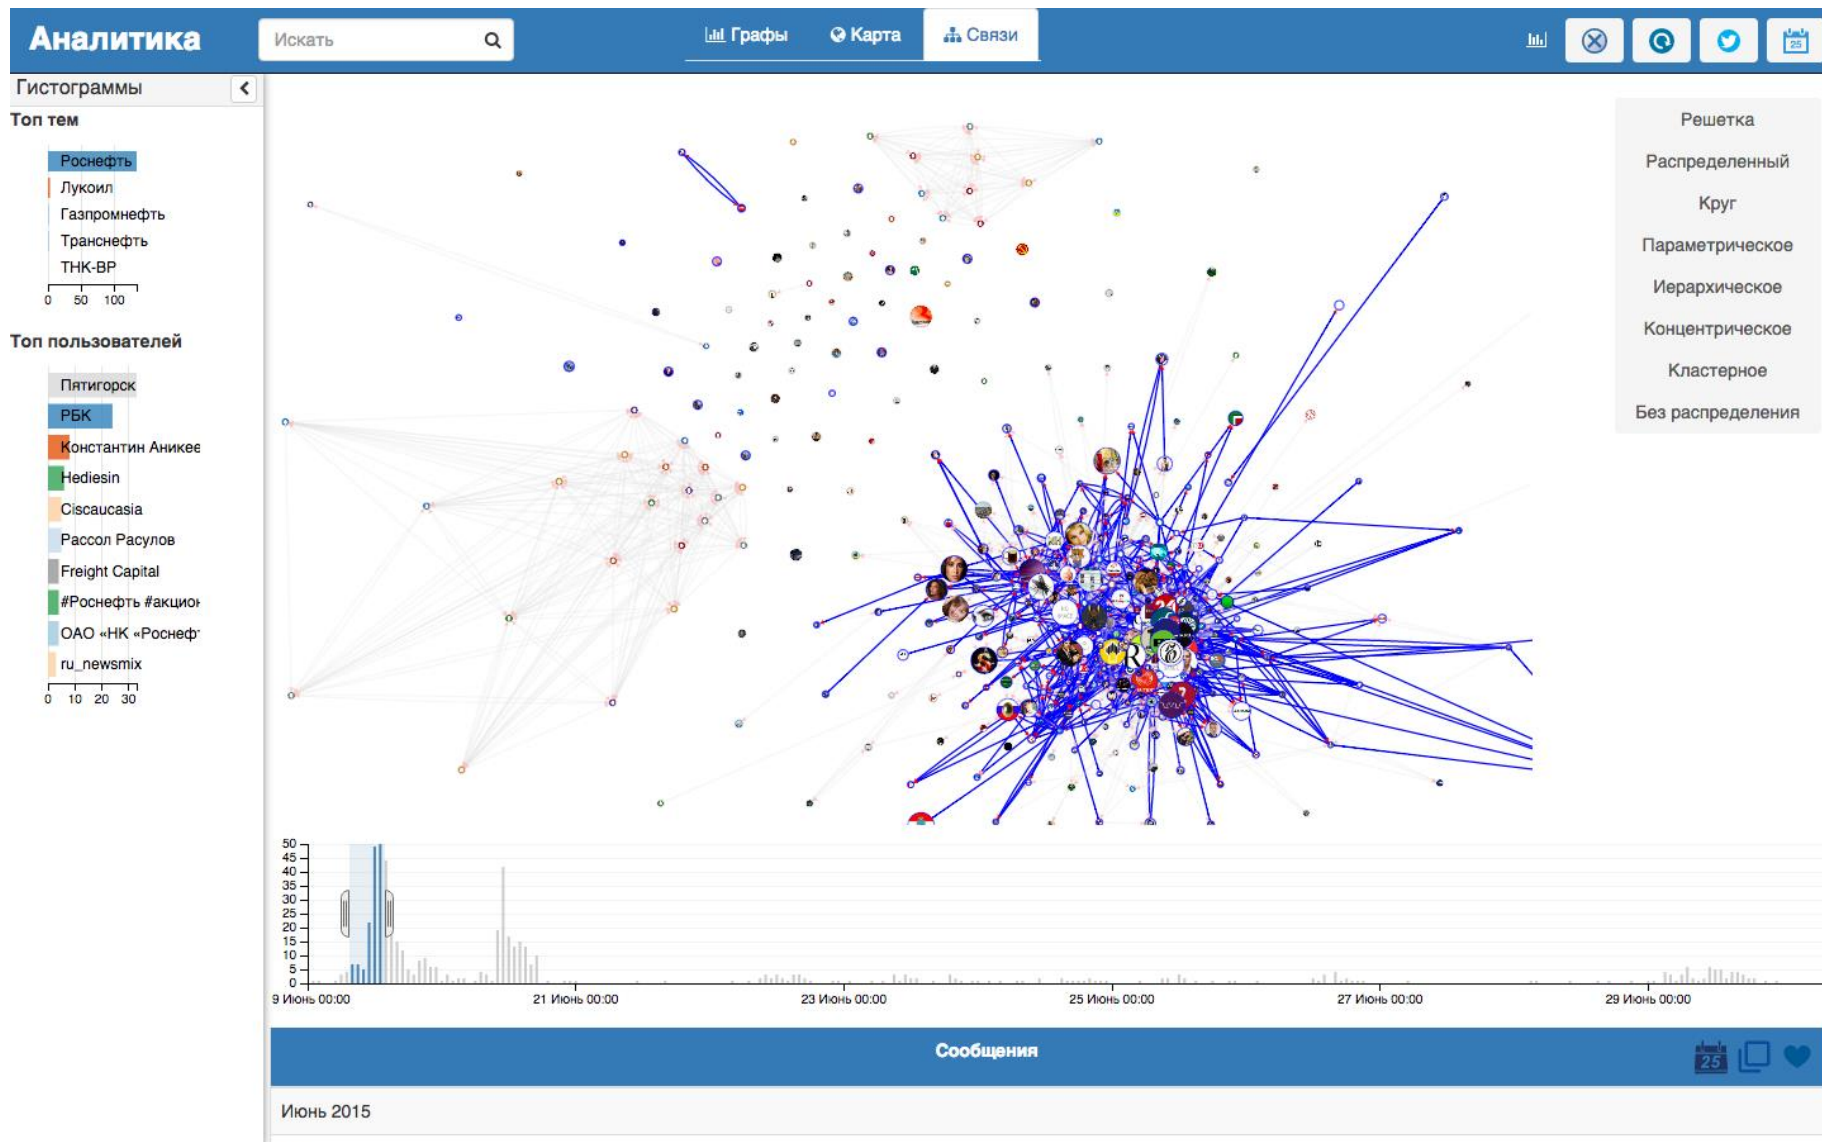 Аналитика
Искать
Графы
Карта
Связи
25
Гистограммы
Топ тем
Роснефть
Лукоил
Газпромнефть
Транснефть
ТНК-ВР
0 50 100
Топ пользователей
Пятигорск
РБК
Константин Аникее
Hediesin
Ciscaucasia
Рассол Расулов
Freight Capital
#Роснефть #акцион
ОАО «НК «Роснеф
ru_newsmix
0 10 20 30
Решетка
Распределенный
Круг
Параметрическое
Иерархическое
Концентрическое
Кластерное
Без распределения
50
45
40
35
30
25
20
15
10
5
0
9 Июнь 00:00 21 Июнь 00:00 23 Июнь 00:00 25 Июнь 00:00 27 Июнь 00:00 29 Июнь 00:00
Сообщения
25
Июнь 2015